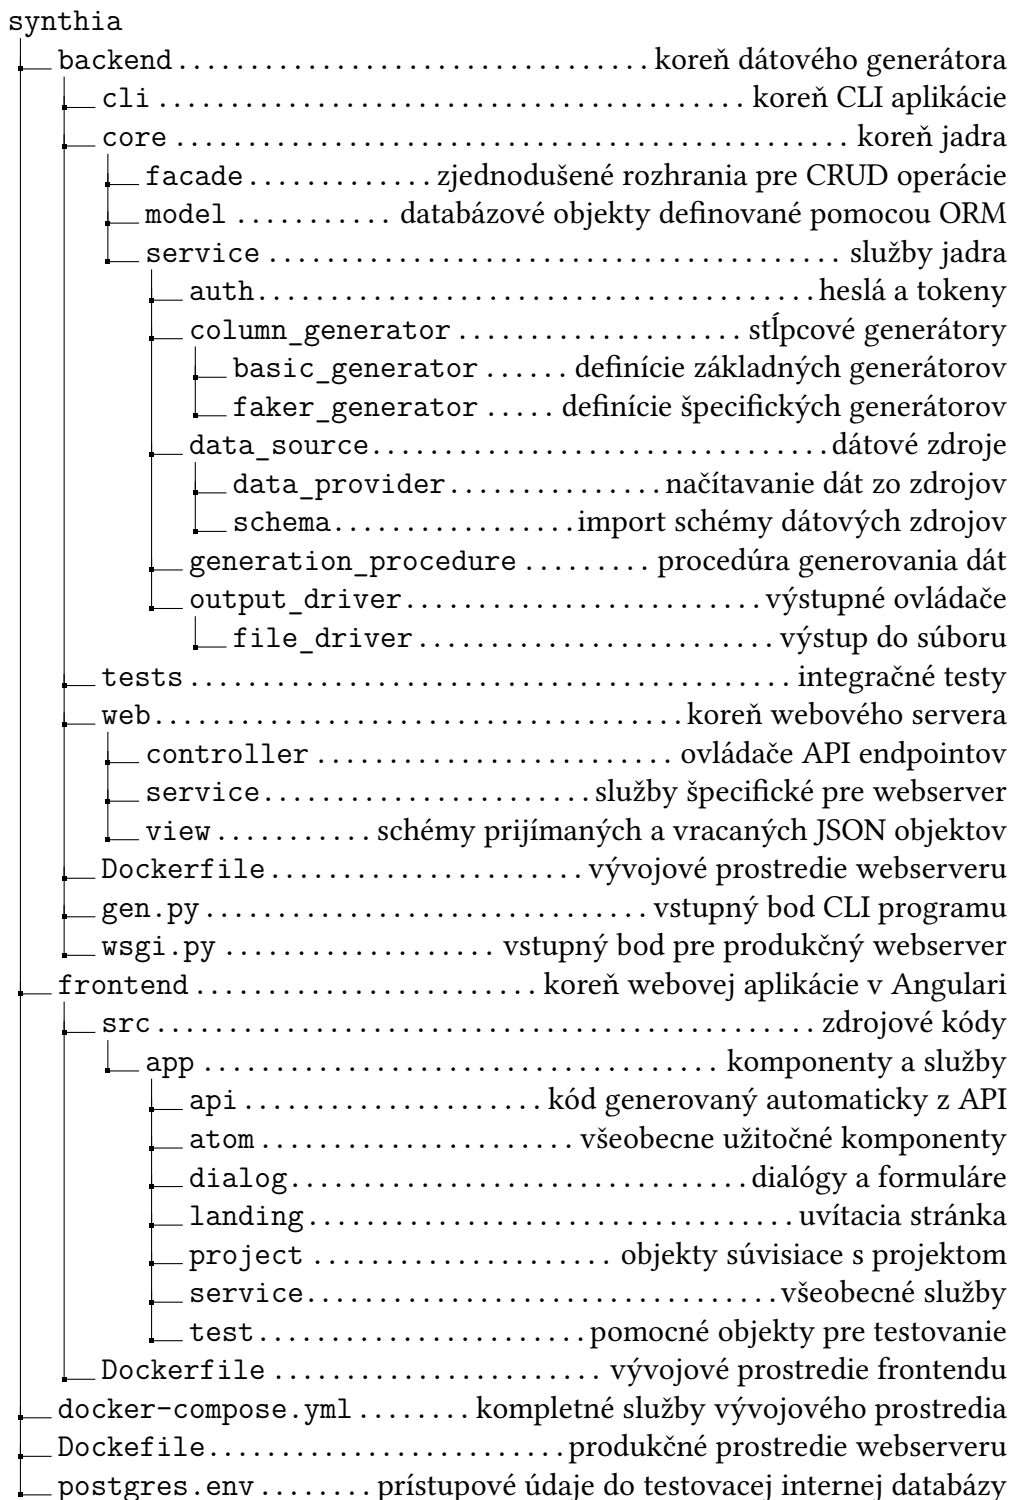 synthia
backend ................................. koreň dátového generátora
cli ......................................... koreň CLI aplikácie
core ............................................... koreň jadra
facade ............. zjednodušené rozhrania pre CRUD operácie
model ........... databázové objekty definované pomocou ORM
service ........................................ služby jadra
auth ....................................... heslá a tokeny
column_generator .................... stĺpcové generátory
basic_generator ...... definície základných generátorov
faker_generator ..... definície špecifických generátorov
data_source ................................ dátové zdroje
data_provider ............... načítavanie dát zo zdrojov
schema ................. import schémy dátových zdrojov
generation_procedure ......... procedúra generovania dát
output_driver ......................... výstupné ovládače
file_driver ......................... výstup do súboru
tests .......................................... integračné testy
web ..................................... koreň webového servera
controller ......................... ovládače API endpointov
service ....................... služby špecifické pre webserver
view ........... schémy prijímaných a vracaných JSON objektov
Dockerfile ...................... vývojové prostredie webserveru
gen.py ............................... vstupný bod CLI programu
wsgi.py ................... vstupný bod pre produkčný webserver
frontend ........................ koreň webovej aplikácie v Angulari
src .............................................. zdrojové kódy
app ........................................ komponenty a služby
api ..................... kód generovaný automaticky z API
atom ...................... všeobecne užitočné komponenty
dialog ................................ dialógy a formuláre
landing .................................. uvítacia stránka
project ..................... objekty súvisiace s projektom
service ................................. všeobecné služby
test ....................... pomocné objekty pre testovanie
Dockerfile ....................... vývojové prostredie frontendu
docker-compose.yml ........ kompletné služby vývojového prostredia
Dockefile ......................... produkčné prostredie webserveru
postgres.env ........ prístupové údaje do testovacej internej databázy